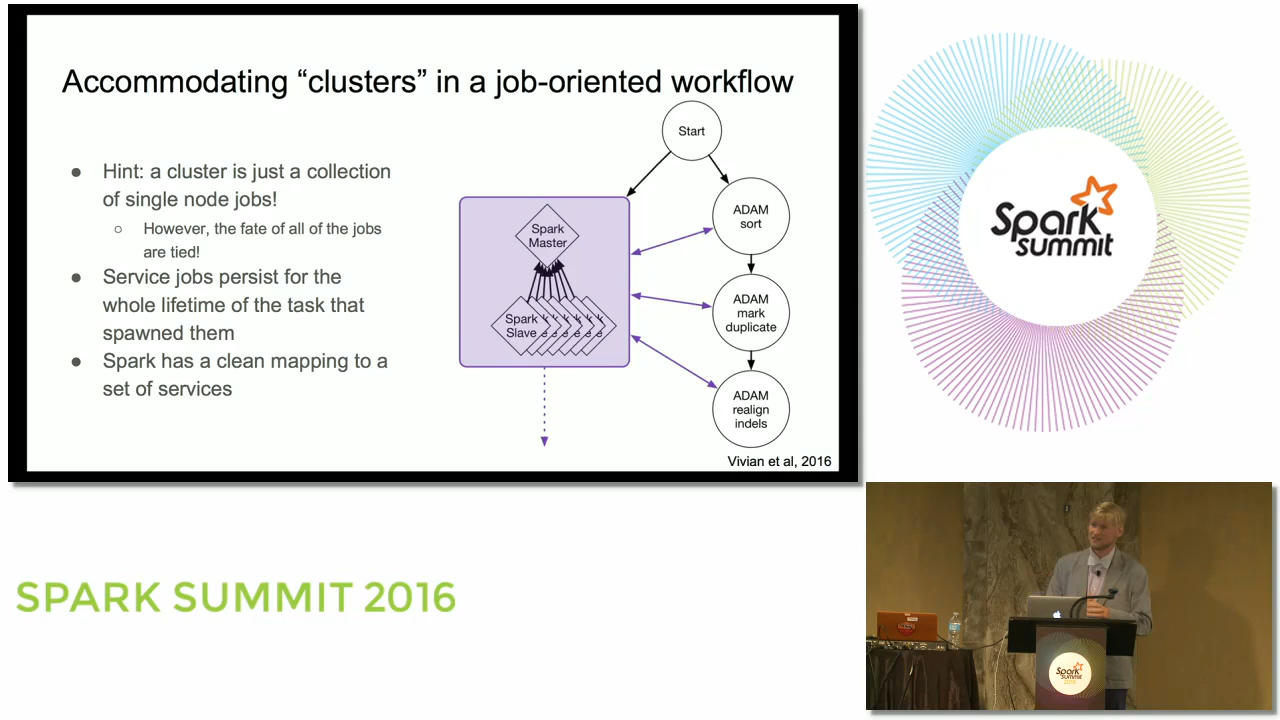 Accommodating “clusters” in a job-oriented workflow
● Hint: a cluster is just a collection
of single node jobs!
○ However, the fate of all of the jobs
are tied!
● Service jobs persist for the
whole lifetime of the task that
spawned them
● Spark has a clean mapping to a
set of services
Start
Spark
Master
Spark
Slave
ADAM
sort
ADAM
mark
duplicate
ADAM
realign
indels
Vivian et al, 2016
Spark
summit
SPARK SUMMIT 2016
Spark
summit
2016